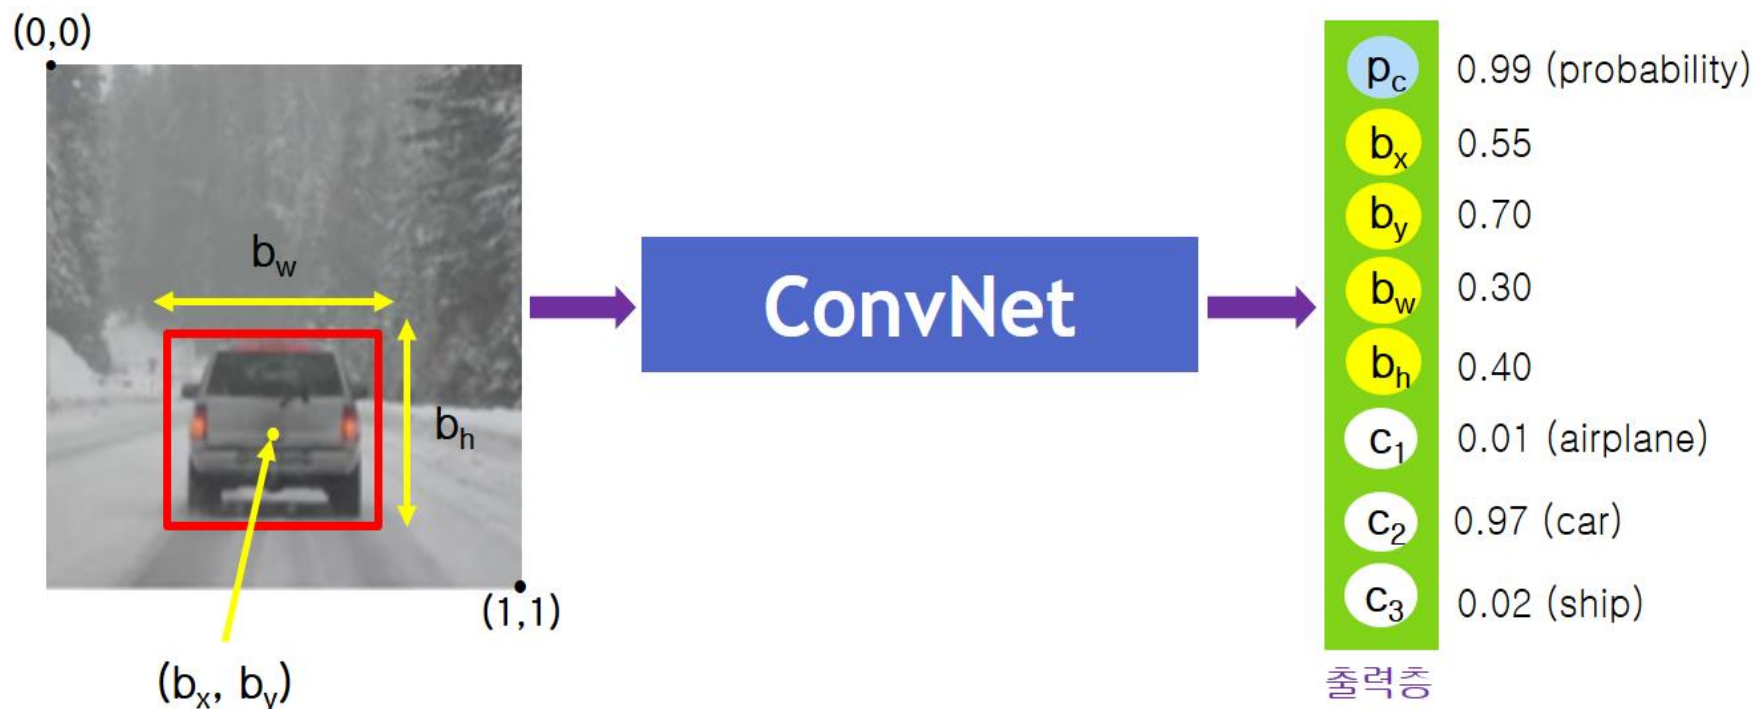 (0,0)
b_w
b_h
(1,1)
(b_x, b_y)
ConvNet
p_c 0.99 (probability)
b_x 0.55
b_y 0.70
b_w 0.30
b_h 0.40
c_1 0.01 (airplane)
c_2 0.97 (car)
c_3 0.02 (ship)
출력층